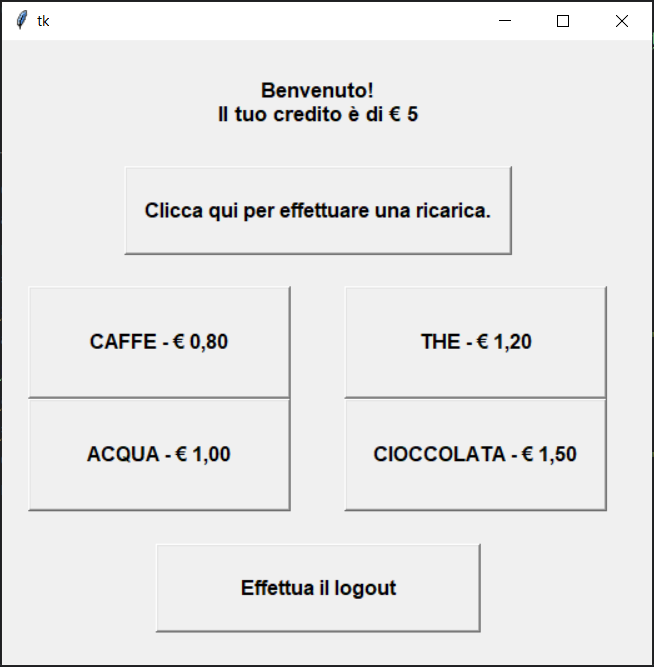 tk
Benvenuto!
Il tuo credito è di € 5
Clicca qui per effettuare una ricarica.
CAFFE - € 0,80
THE - € 1,20
ACQUA - € 1,00
CIOCCOLATA - € 1,50
Effettua il logout